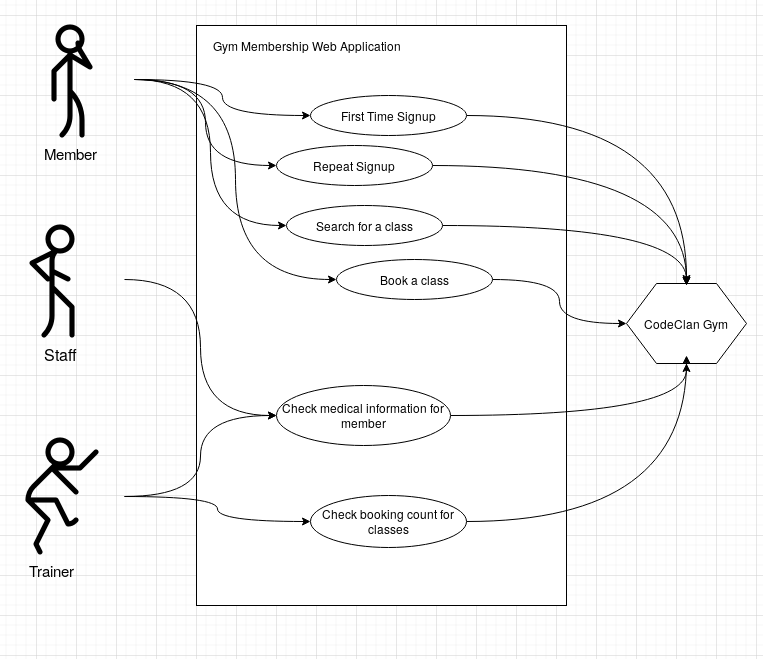 Gym Membership Web Application
First Time Signup
Member
Repeat Signup
Search for a class
Book a class
CodeClan Gym
Staff
Check medical information for
member
Check booking count for
classes
Trainer